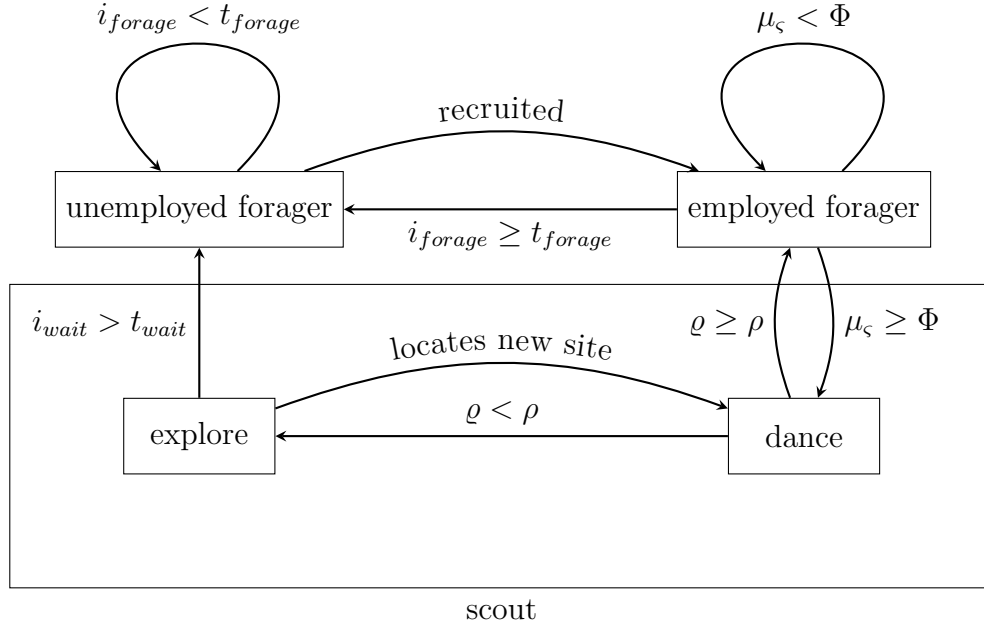 i_forage < t_forage
μ_ς < Φ
recruited
unemployed forager
employed forager
i_forage ≥ t_forage
i_wait > t_wait
ϱ ≥ ρ
μ_ς ≥ Φ
locates new site
ϱ < ρ
explore
dance
scout